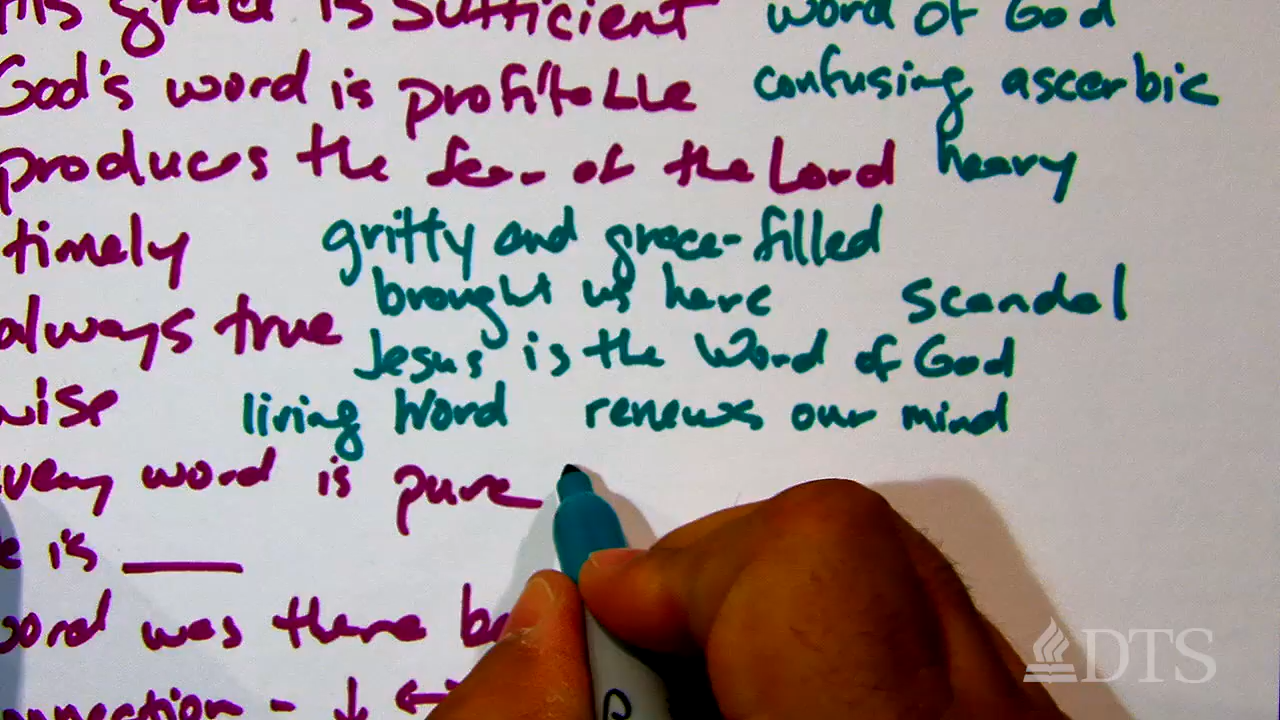 His grace is sufficient word of God
God's word is profitable confusing ascerbic
produces the fear of the Lord heavy
timely gritty and grace-filled
brought us here scandal
always true Jesus is the Word of God
wise living Word renews our mind
every word is pure
is ____
word was there
connection - ↓ ←
DTS